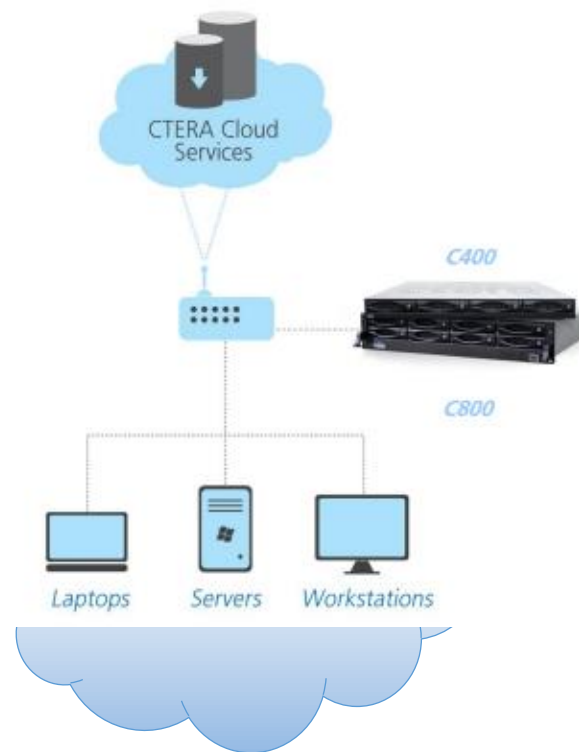 CTERA Cloud
Services
C400
C800
Laptops
Servers
Workstations